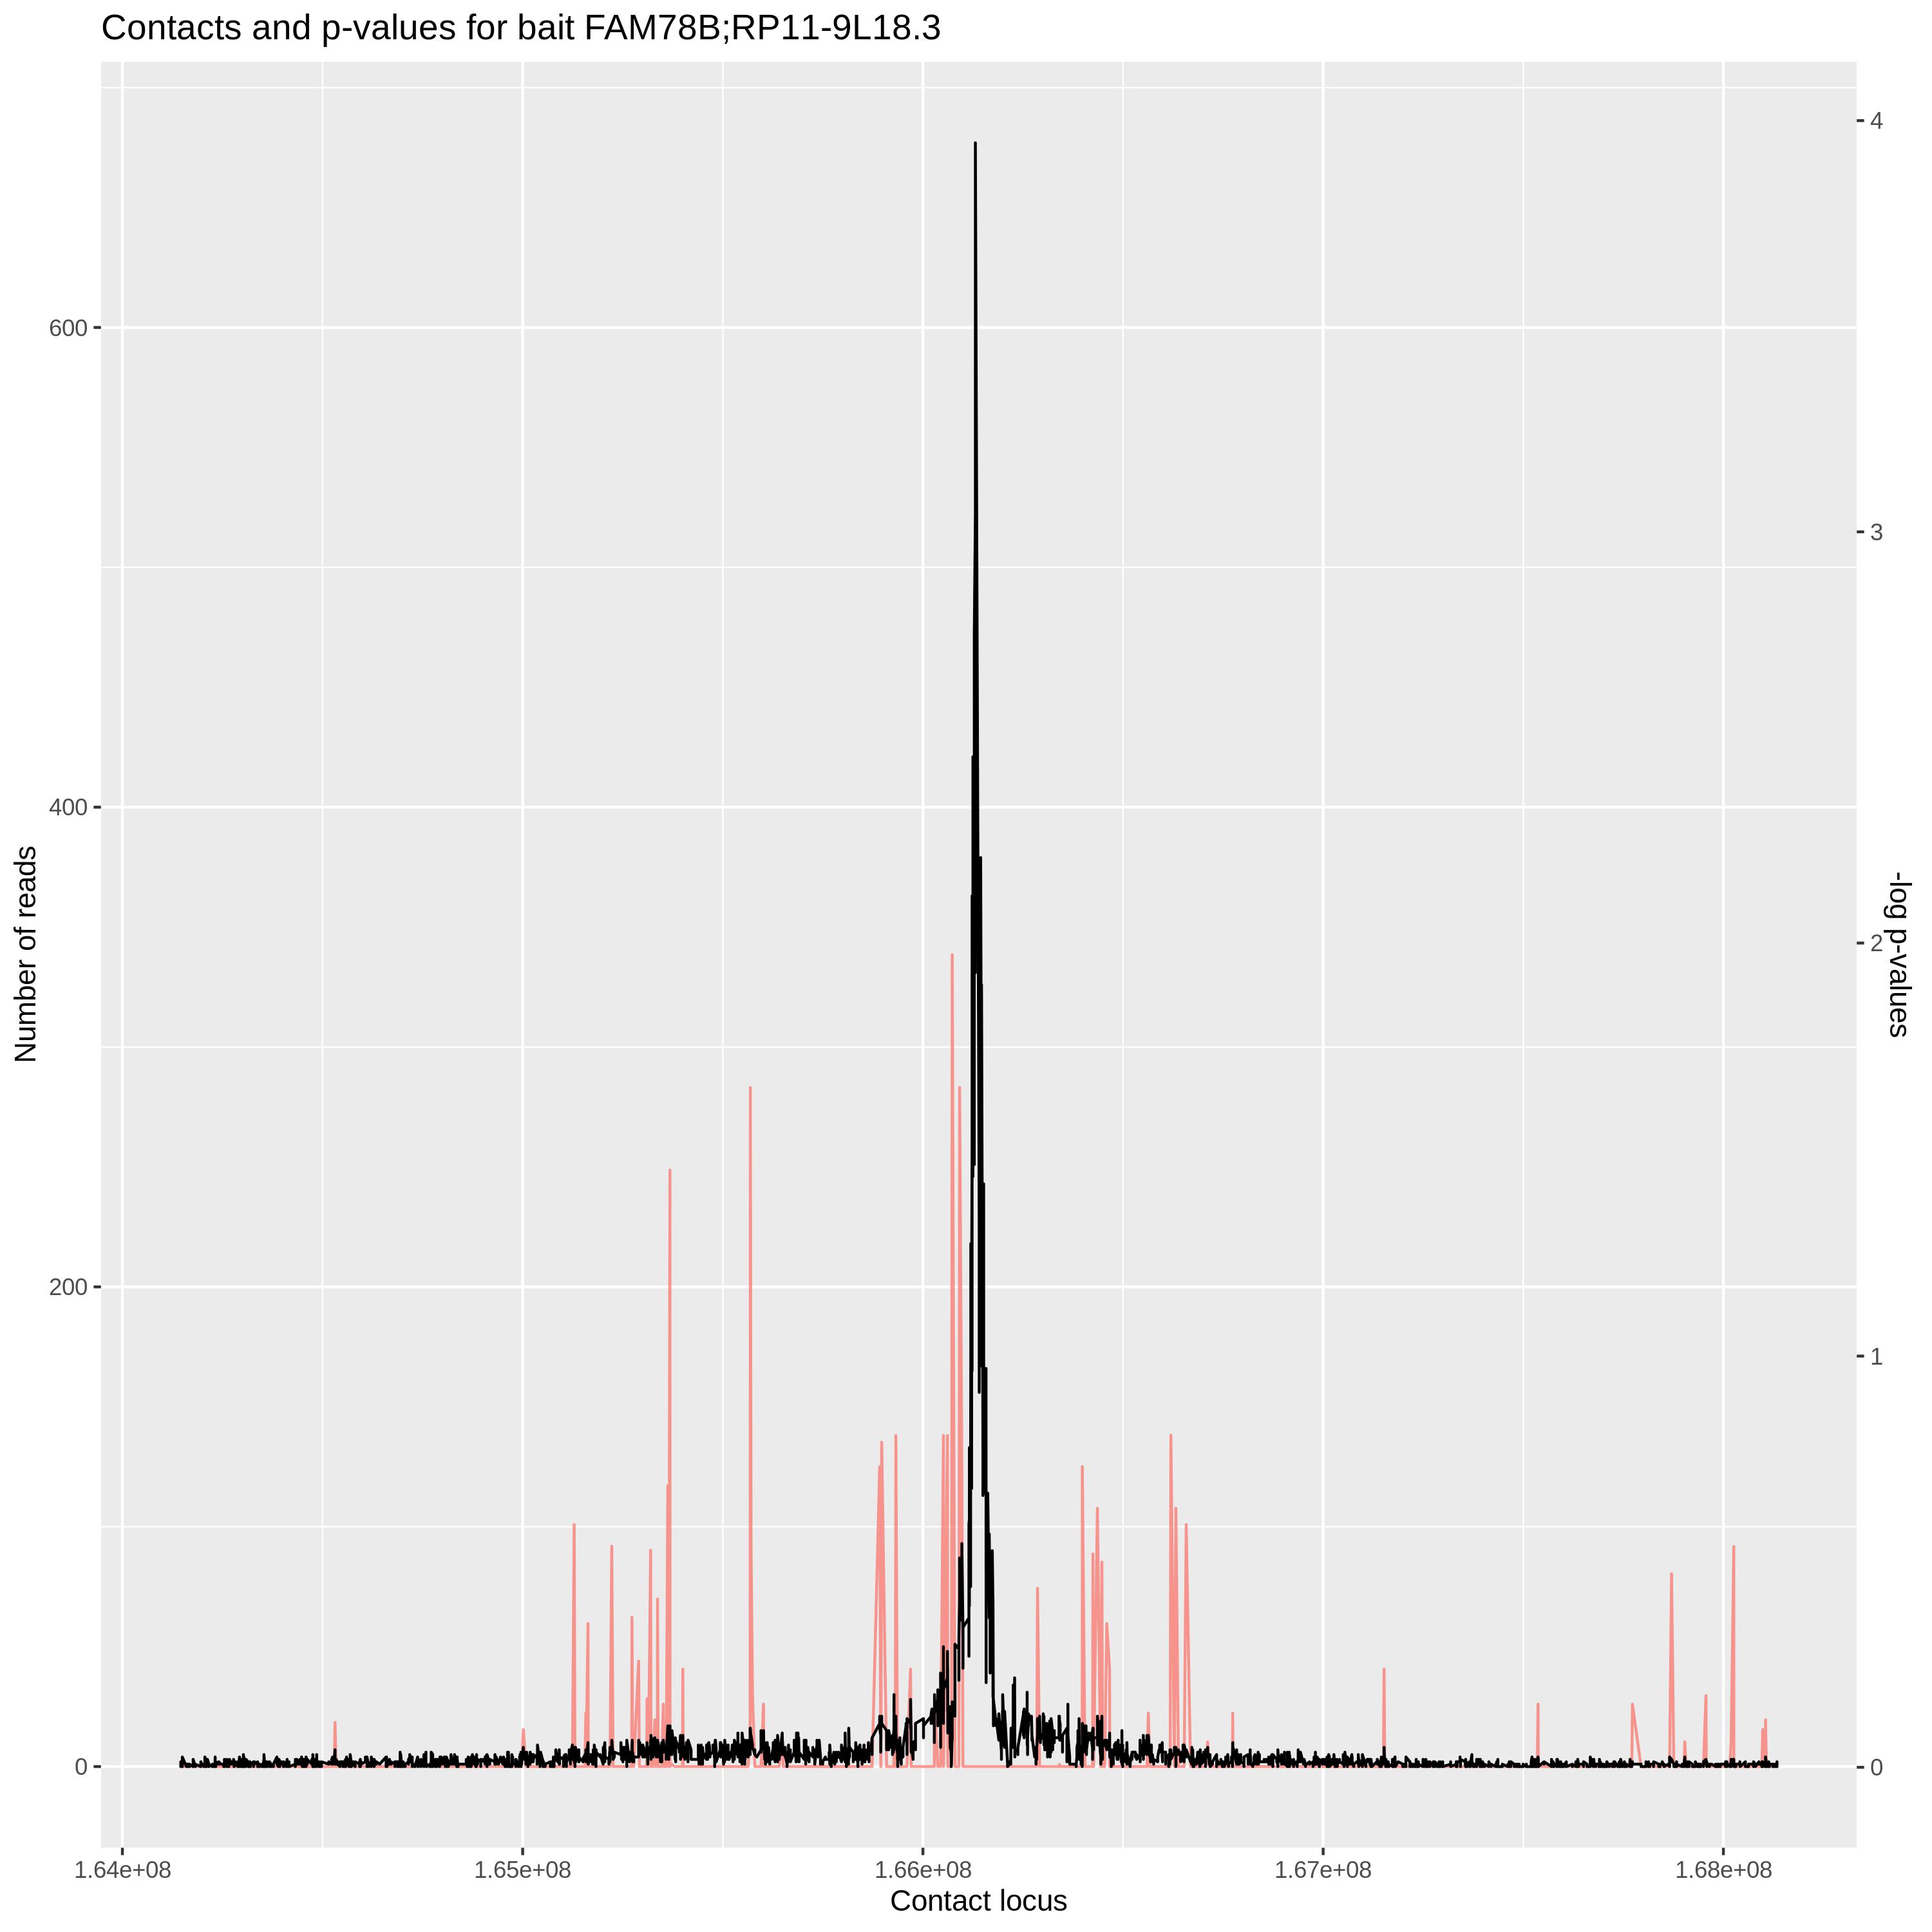 Contacts and p-values for bait FAM78B;RP11-9L18.3
4
600
3
400
Number of reads
2
-log p-values
200
1
0
0
1.64e+08
1.65e+08
1.66e+08
1.67e+08
1.68e+08
Contact locus